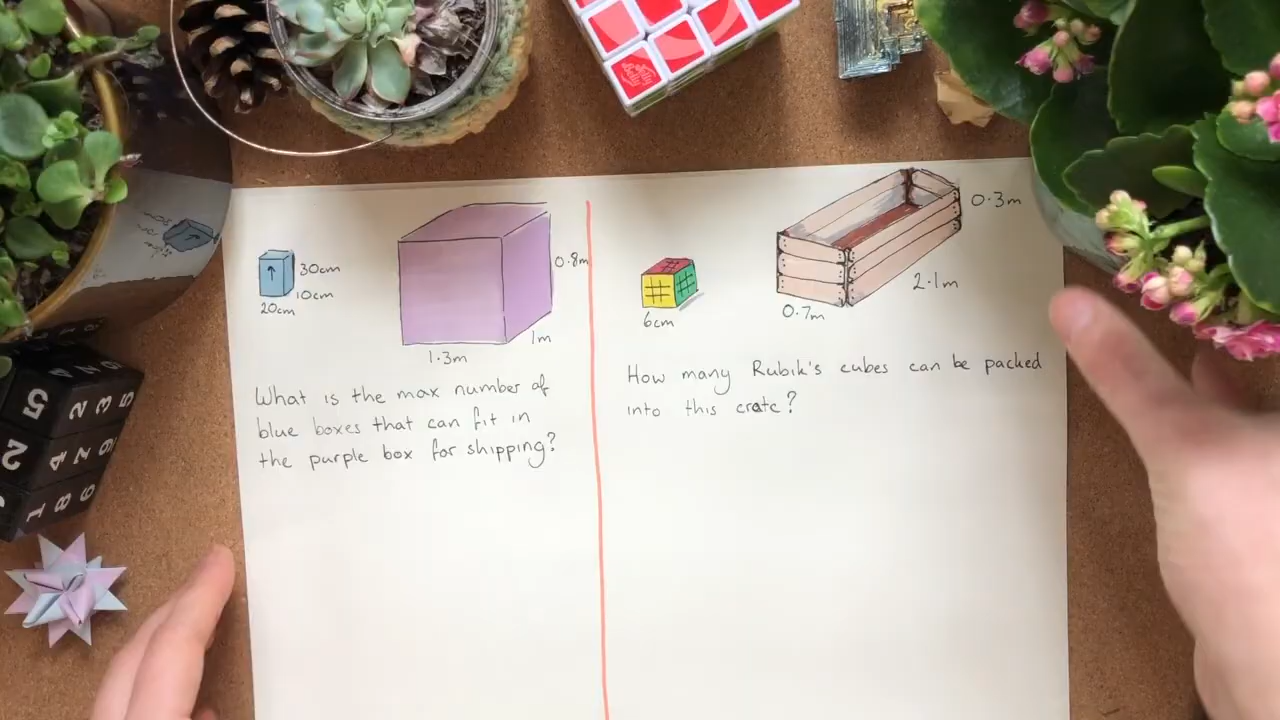 30cm
10cm
20cm
0.8m
1m
1.3m
What is the max number of
blue boxes that can fit in
the purple box for shipping?
6cm
0.3m
2.1m
0.7m
How many Rubik's cubes can be packed
into this crate?